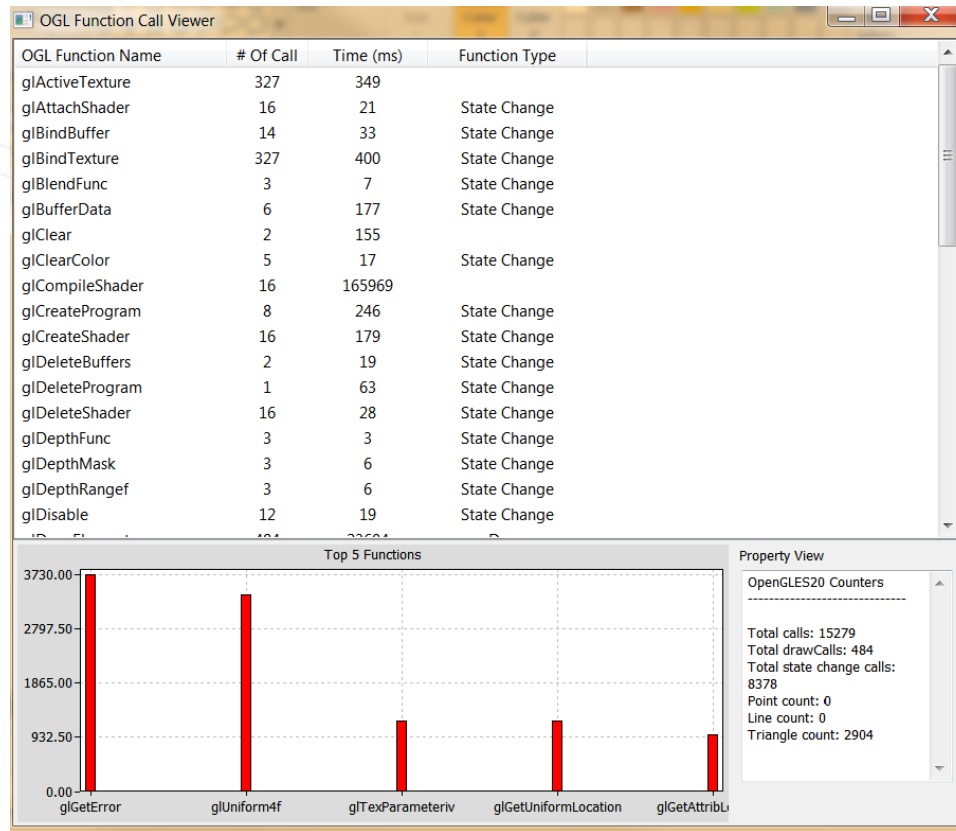 OGL Function Call Viewer
OGL Function Name # Of Call Time (ms) Function Type
glActiveTexture 327 349
glAttachShader 16 21 State Change
glBindBuffer 14 33 State Change
glBindTexture 327 400 State Change
glBlendFunc 3 7 State Change
glBufferData 6 177 State Change
glClear 2 155
glClearColor 5 17 State Change
glCompileShader 16 165969
glCreateProgram 8 246 State Change
glCreateShader 16 179 State Change
glDeleteBuffers 2 19 State Change
glDeleteProgram 1 63 State Change
glDeleteShader 16 28 State Change
glDepthFunc 3 3 State Change
glDepthMask 3 6 State Change
glDepthRangef 3 6 State Change
glDisable 12 19 State Change
Top 5 Functions
3730.00
2797.50
1865.00
932.50
0.00
glGetError glUniform4f glTexParameteriv glGetUniformLocation glGetAttribL
Property View
OpenGLES20 Counters
------------------------------
Total calls: 15279
Total drawCalls: 484
Total state change calls:
8378
Point count: 0
Line count: 0
Triangle count: 2904